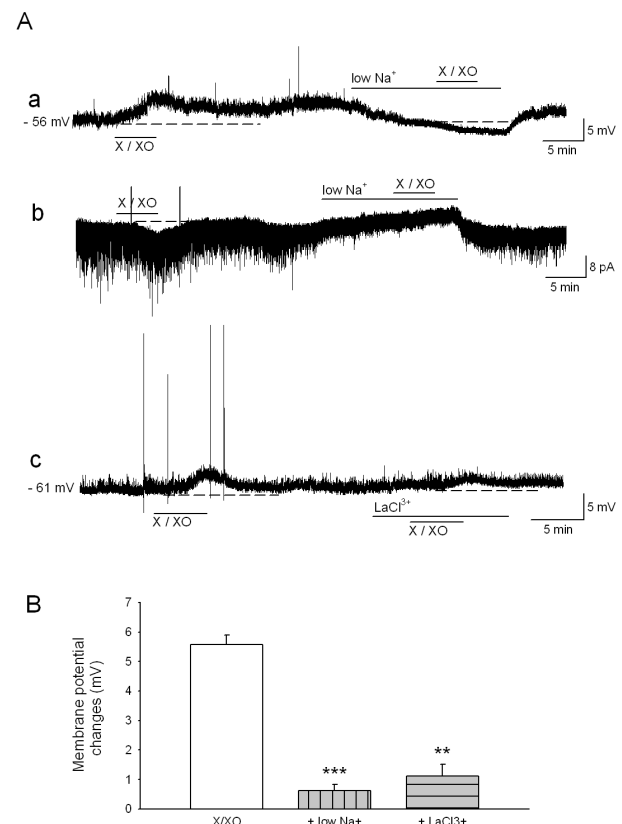 A
a
low Na⁺
X / XO
- 56 mV
X / XO
5 mV
5 min
b
X / XO
low Na⁺
X / XO
8 pA
5 min
c
- 61 mV
X / XO
LaCl³⁺
X / XO
5 mV
5 min
B
Membrane potential
changes (mV)
7
6
5
4
3
2
1
0
***
**
X/XO
+ low Na+
+ LaCl3+